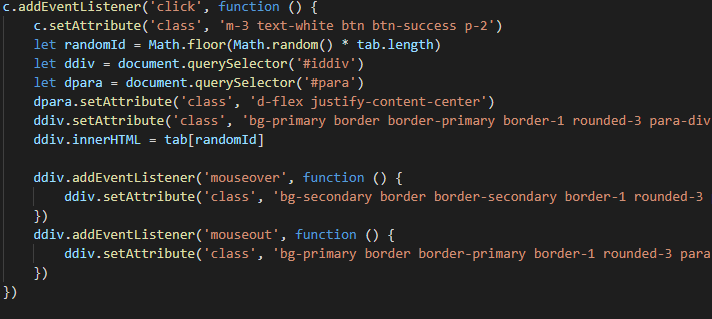 c.addEventListener('click', function () {
c.setAttribute('class', 'm-3 text-white btn btn-success p-2')
let randomId = Math.floor(Math.random() * tab.length)
let ddiv = document.querySelector('#iddiv')
let dpara = document.querySelector('#para')
dpara.setAttribute('class', 'd-flex justify-content-center')
ddiv.setAttribute('class', 'bg-primary border border-primary border-1 rounded-3 para-div
ddiv.innerHTML = tab[randomId]
ddiv.addEventListener('mouseover', function () {
ddiv.setAttribute('class', 'bg-secondary border border-secondary border-1 rounded-3
})
ddiv.addEventListener('mouseout', function () {
ddiv.setAttribute('class', 'bg-primary border border-primary border-1 rounded-3 para
})
})